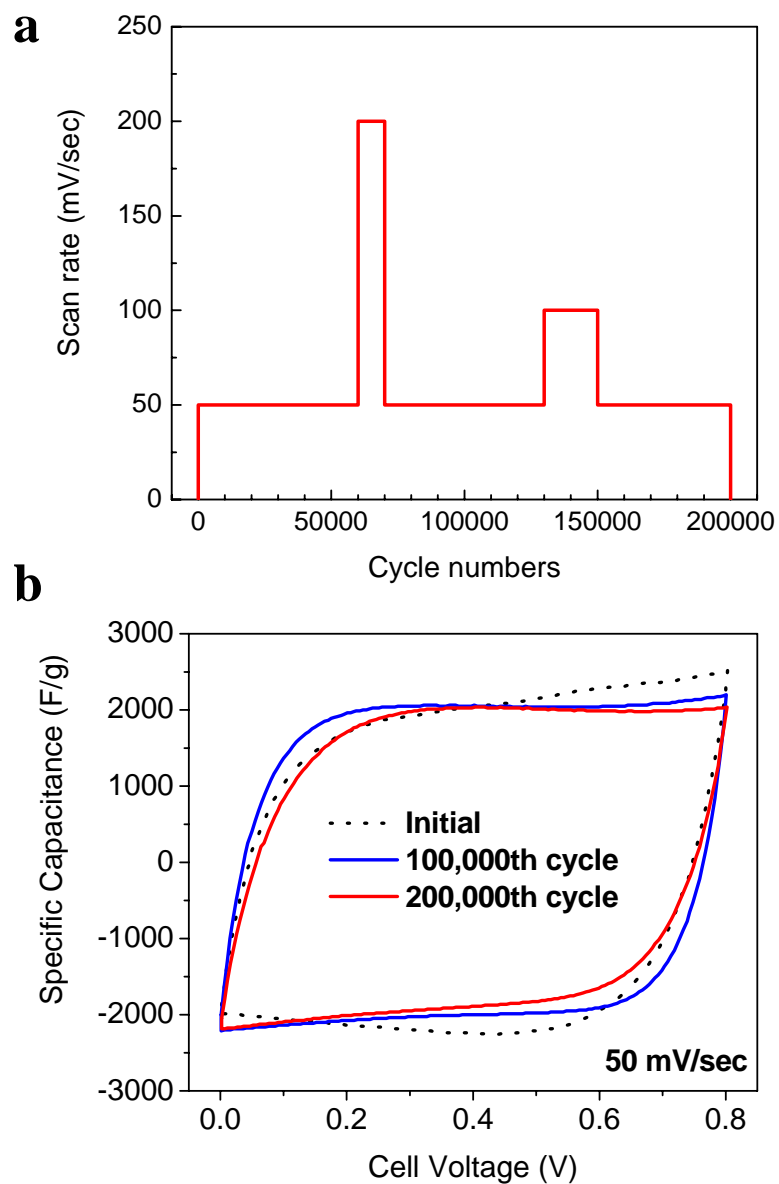 a
250
200
150
100
50
0
Scan rate (mV/sec)
0 50000 100000 150000 200000
Cycle numbers
b
3000
2000
1000
0
-1000
-2000
-3000
Specific Capacitance (F/g)
Initial
100,000th cycle
200,000th cycle
50 mV/sec
0.0 0.2 0.4 0.6 0.8
Cell Voltage (V)